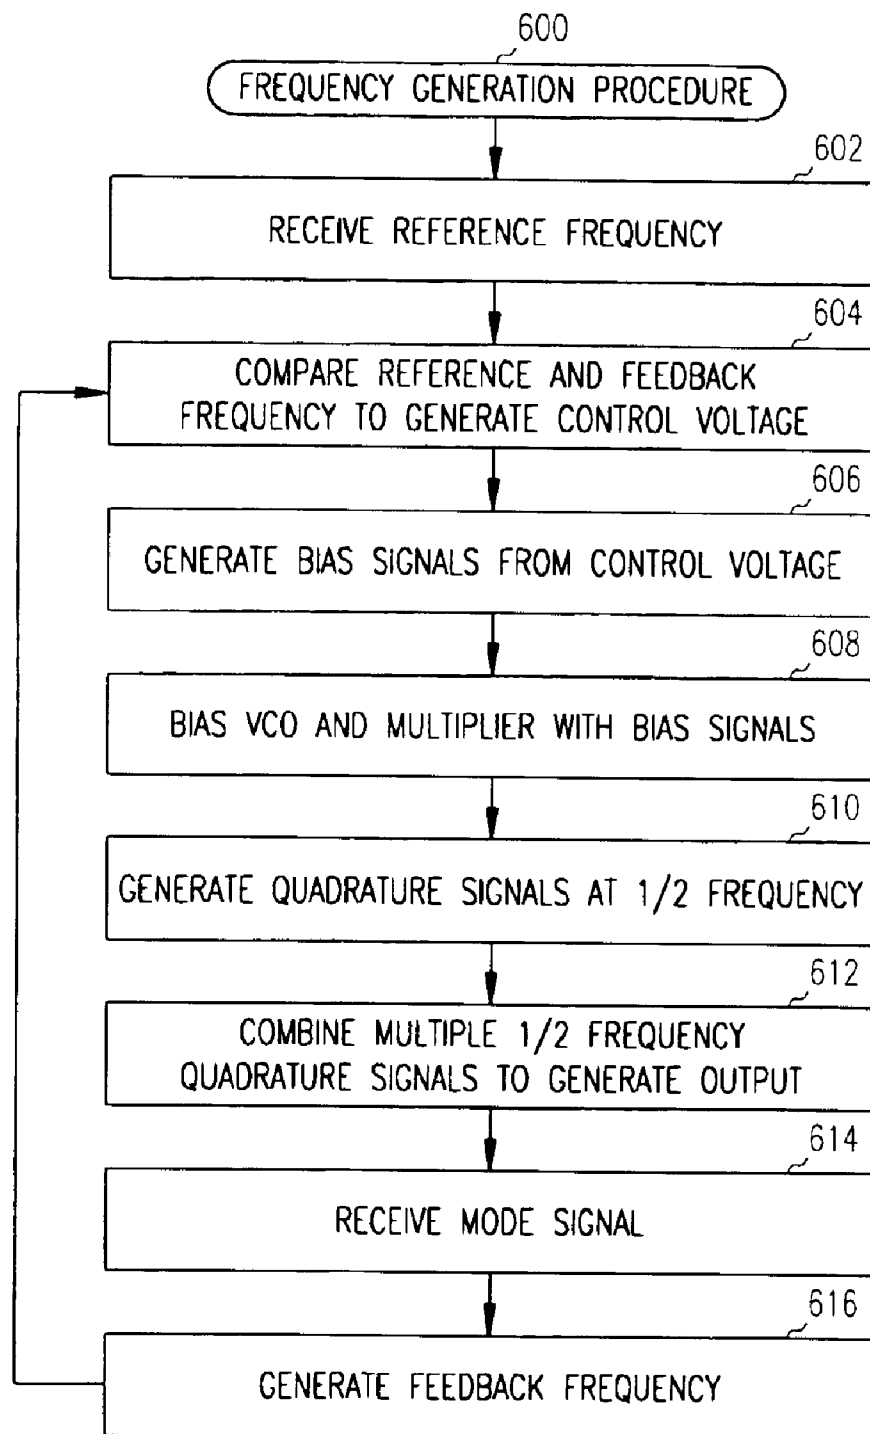 600
FREQUENCY GENERATION PROCEDURE
602
RECEIVE REFERENCE FREQUENCY
604
COMPARE REFERENCE AND FEEDBACK
FREQUENCY TO GENERATE CONTROL VOLTAGE
606
GENERATE BIAS SIGNALS FROM CONTROL VOLTAGE
608
BIAS VCO AND MULTIPLIER WITH BIAS SIGNALS
610
GENERATE QUADRATURE SIGNALS AT 1/2 FREQUENCY
612
COMBINE MULTIPLE 1/2 FREQUENCY
QUADRATURE SIGNALS TO GENERATE OUTPUT
614
RECEIVE MODE SIGNAL
616
GENERATE FEEDBACK FREQUENCY